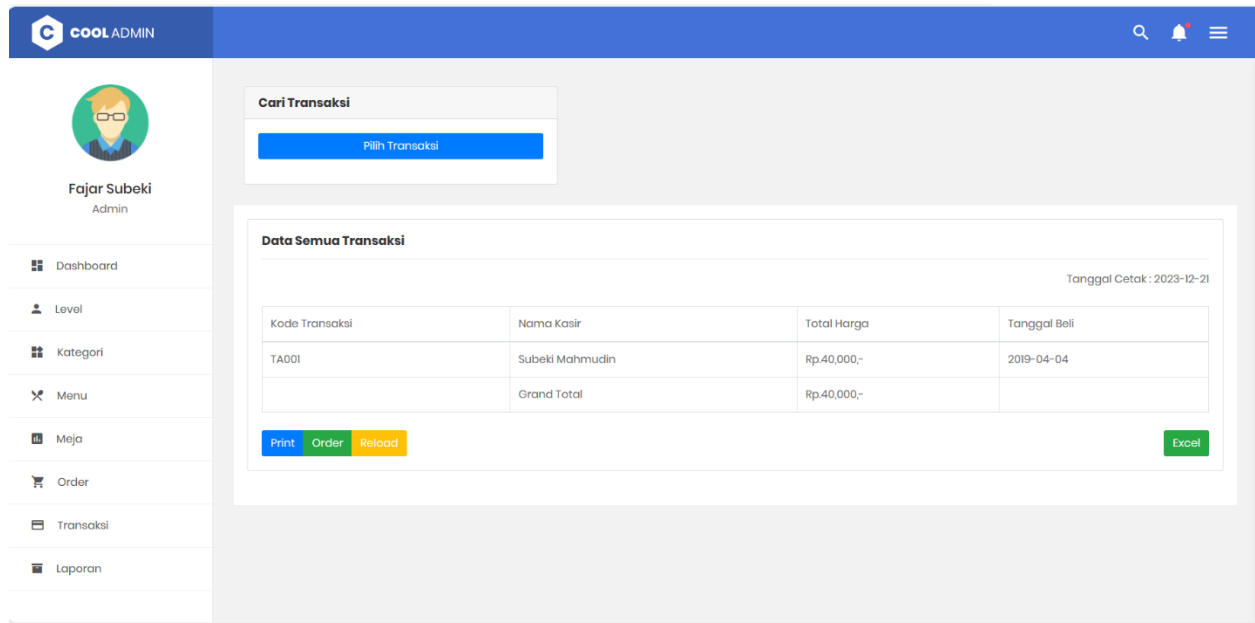 C COOL ADMIN
Fajar Subeki
Admin
Dashboard
Level
Kategori
Menu
Meja
Order
Transaksi
Laporan
Cari Transaksi
Pilih Transaksi
Data Semua Transaksi
Tanggal Cetak : 2023-12-21
Kode Transaksi Nama Kasir Total Harga Tanggal Beli
TA001 Subeki Mahmudin Rp.40,000,- 2019-04-04
Grand Total Rp.40,000,-
Print Order Reload Excel